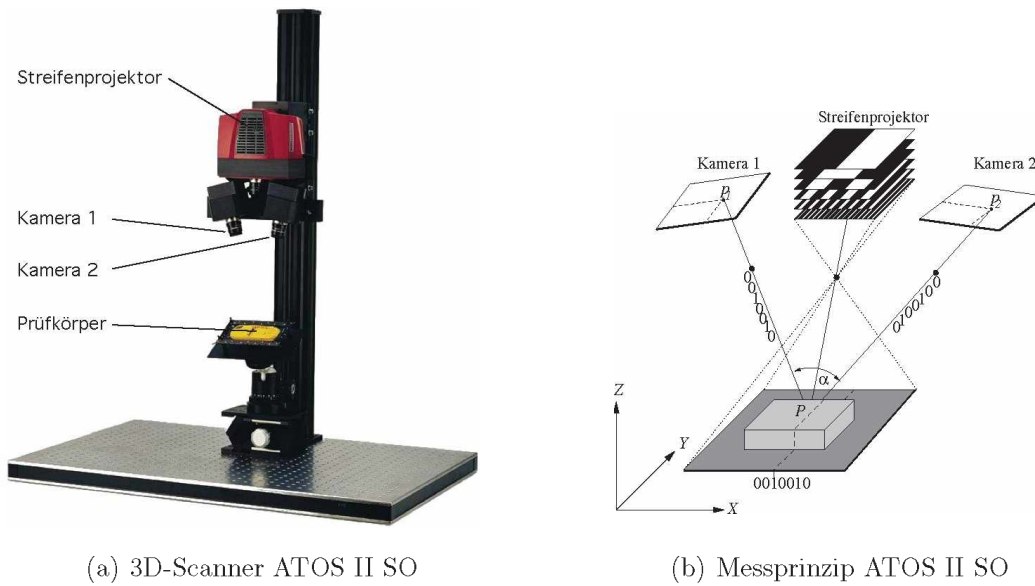 Streifenprojektor
Kamera 1
Kamera 2
Prüfkörper
(a) 3D-Scanner ATOS II SO
Streifenprojektor
Kamera 1
Kamera 2
P1
P2
0010010
0100100
α
P
Z
Y
X
0010010
(b) Messprinzip ATOS II SO